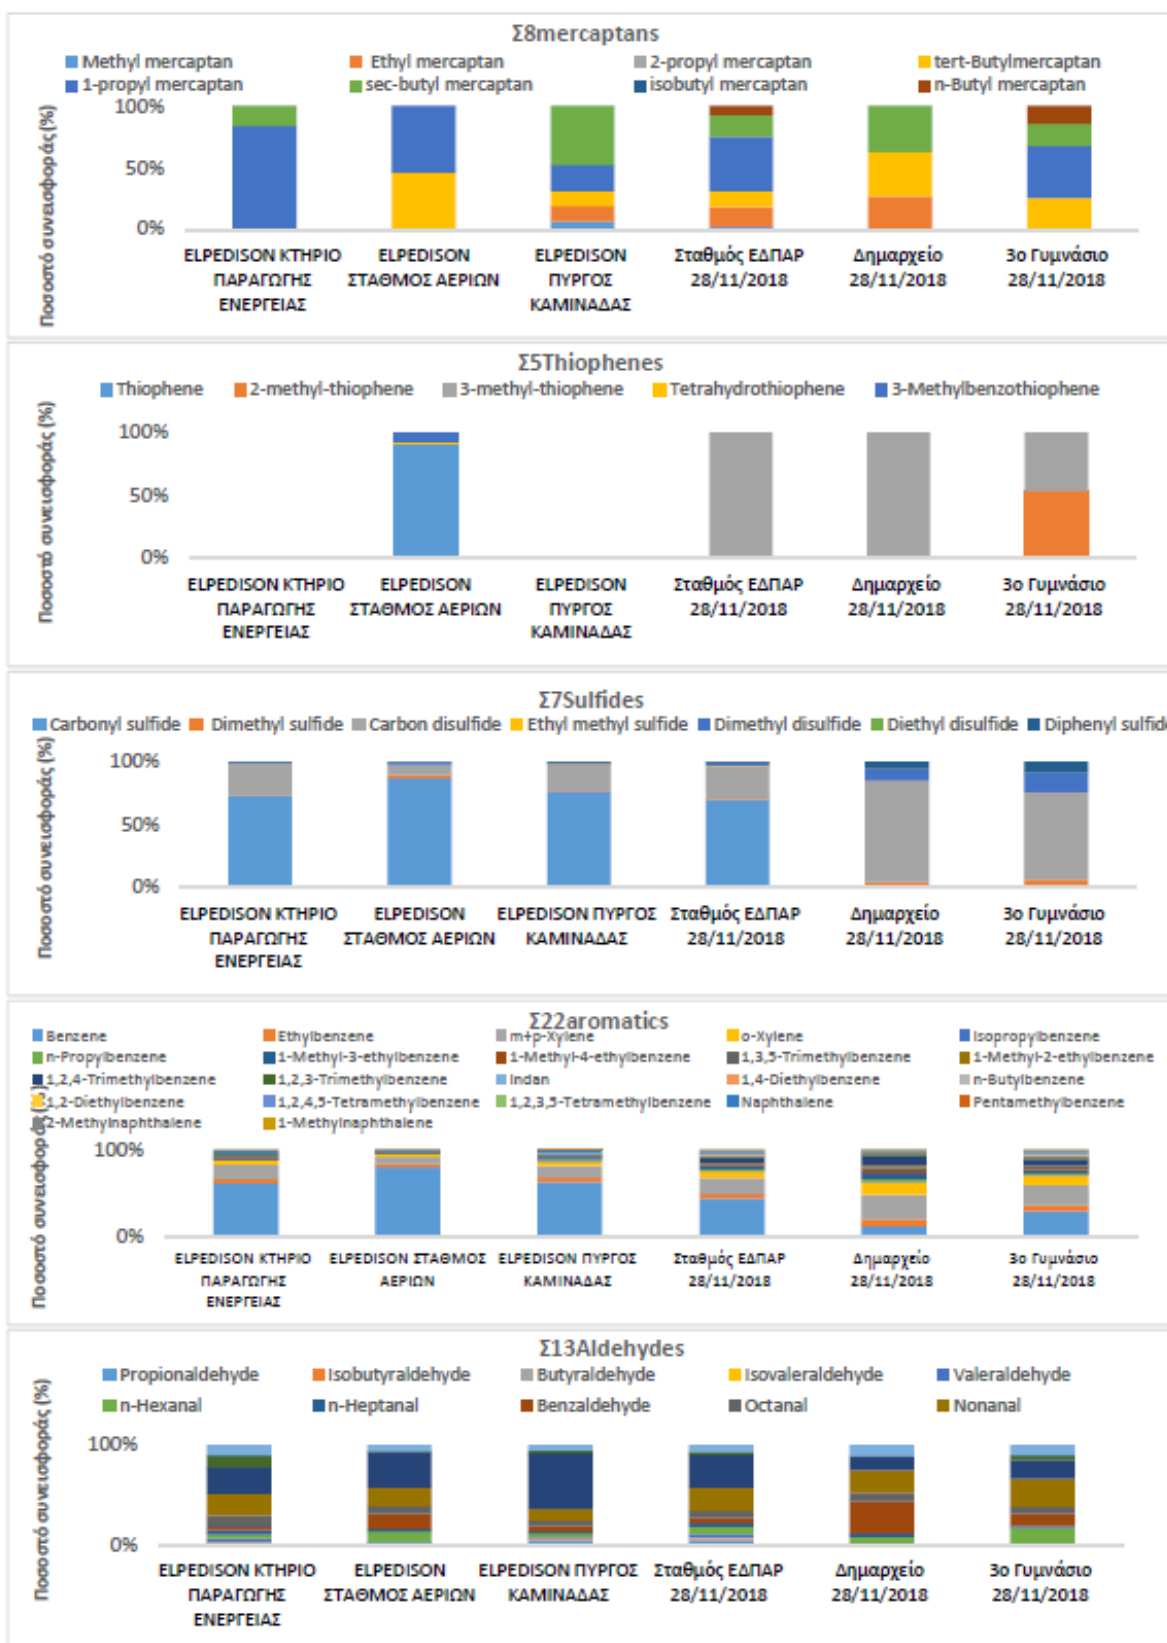 Σ8mercaptans
Methyl mercaptan Ethyl mercaptan 2-propyl mercaptan tert-Butylmercaptan
1-propyl mercaptan sec-butyl mercaptan isobutyl mercaptan n-Butyl mercaptan
Ποσοστό συνεισφοράς (%)
100%
50%
0%
ELPEDISON ΚΤΗΡΙΟ ELPEDISON ELPEDISON Σταθμός ΕΔΠΑΡ Δημαρχείο 3ο Γυμνάσιο
ΠΑΡΑΓΩΓΗΣ ΣΤΑΘΜΟΣ ΑΕΡΙΩΝ ΠΥΡΓΟΣ 28/11/2018 28/11/2018 28/11/2018
ΕΝΕΡΓΕΙΑΣ ΚΑΜΙΝΑΔΑΣ
Σ5Thiophenes
Thiophene 2-methyl-thiophene 3-methyl-thiophene Tetrahydrothiophene 3-Methylbenzothiophene
Ποσοστό συνεισφοράς (%)
100%
50%
0%
ELPEDISON ΚΤΗΡΙΟ ELPEDISON ELPEDISON Σταθμός ΕΔΠΑΡ Δημαρχείο 3ο Γυμνάσιο
ΠΑΡΑΓΩΓΗΣ ΣΤΑΘΜΟΣ ΑΕΡΙΩΝ ΠΥΡΓΟΣ 28/11/2018 28/11/2018 28/11/2018
ΕΝΕΡΓΕΙΑΣ ΚΑΜΙΝΑΔΑΣ
Σ7Sulfides
Carbonyl sulfide Dimethyl sulfide Carbon disulfide Ethyl methyl sulfide Dimethyl disulfide Diethyl disulfide Diphenyl sulfide
Ποσοστό συνεισφοράς (%)
100%
50%
0%
ELPEDISON ΚΤΗΡΙΟ ELPEDISON ELPEDISON ΠΥΡΓΟΣ Σταθμός ΕΔΠΑΡ Δημαρχείο 3ο Γυμνάσιο
ΠΑΡΑΓΩΓΗΣ ΣΤΑΘΜΟΣ ΑΕΡΙΩΝ ΚΑΜΙΝΑΔΑΣ 28/11/2018 28/11/2018 28/11/2018
ΕΝΕΡΓΕΙΑΣ
Σ22aromatics
Benzene Ethylbenzene m+p-Xylene o-Xylene Isopropylbenzene
n-Propylbenzene 1-Methyl-3-ethylbenzene 1-Methyl-4-ethylbenzene 1,3,5-Trimethylbenzene 1-Methyl-2-ethylbenzene
1,2,4-Trimethylbenzene 1,2,3-Trimethylbenzene Indan 1,4-Diethylbenzene n-Butylbenzene
1,2-Diethylbenzene 1,2,4,5-Tetramethylbenzene 1,2,3,5-Tetramethylbenzene Naphthalene Pentamethylbenzene
2-Methylnaphthalene 1-Methylnaphthalene
Ποσοστό συνεισφοράς (%)
100%
0%
ELPEDISON ΚΤΗΡΙΟ ELPEDISON ΣΤΑΘΜΟΣ ELPEDISON ΠΥΡΓΟΣ Σταθμός ΕΔΠΑΡ Δημαρχείο 3ο Γυμνάσιο
ΠΑΡΑΓΩΓΗΣ ΑΕΡΙΩΝ ΚΑΜΙΝΑΔΑΣ 28/11/2018 28/11/2018 28/11/2018
ΕΝΕΡΓΕΙΑΣ
Σ13Aldehydes
Propionaldehyde Isobutyraldehyde Butyraldehyde Isovaleraldehyde Valeraldehyde
n-Hexanal n-Heptanal Benzaldehyde Octanal Nonanal
Ποσοστό συνεισφοράς (%)
100%
0%
ELPEDISON ΚΤΗΡΙΟ ELPEDISON ELPEDISON ΠΥΡΓΟΣ Σταθμός ΕΔΠΑΡ Δημαρχείο 3ο Γυμνάσιο
ΠΑΡΑΓΩΓΗΣ ΣΤΑΘΜΟΣ ΑΕΡΙΩΝ ΚΑΜΙΝΑΔΑΣ 28/11/2018 28/11/2018 28/11/2018
ΕΝΕΡΓΕΙΑΣ